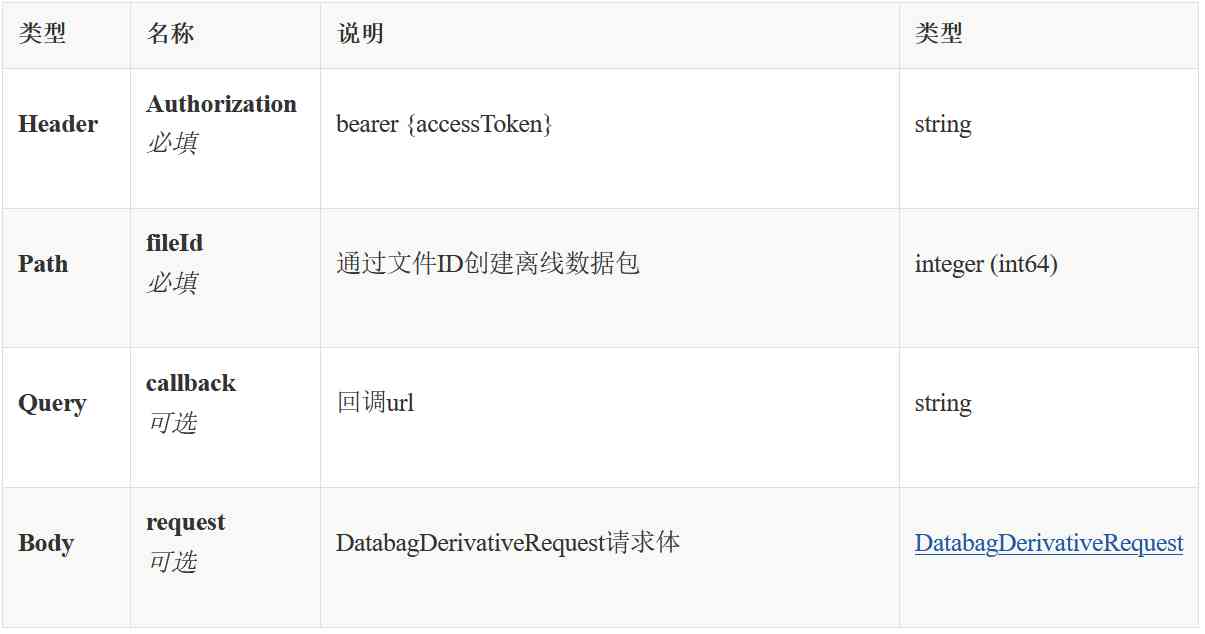 类型 名称 说明 类型
Header Authorization 必填 bearer {accessToken} string
Path fileId 必填 通过文件ID创建离线数据包 integer (int64)
Query callback 可选 回调url string
Body request 可选 DatabagDerivativeRequest请求体 DatabagDerivativeRequest